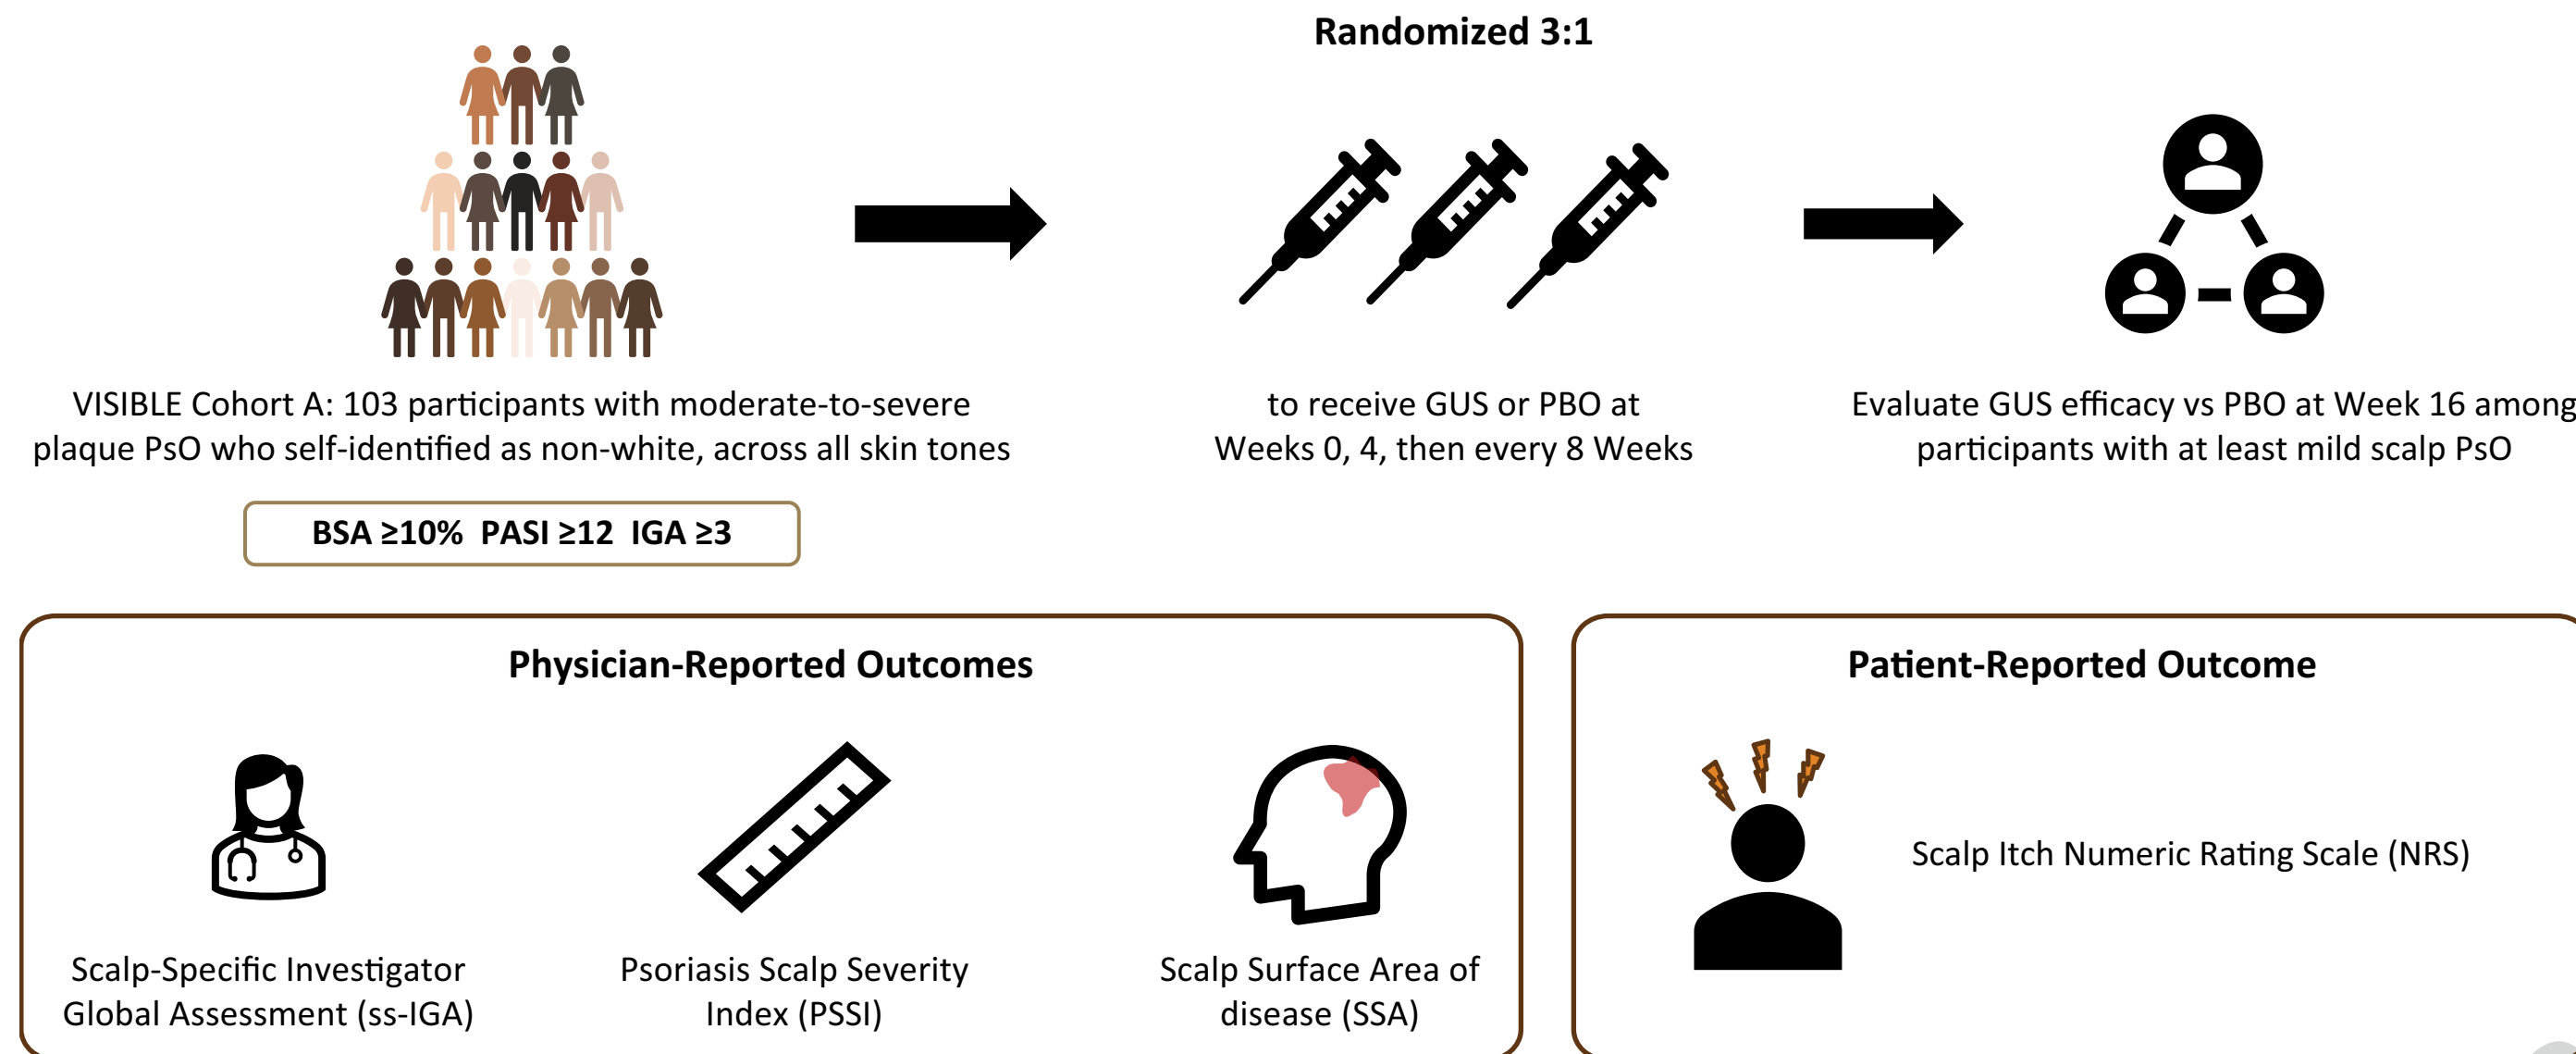 Randomized 3:1
VISIBLE Cohort A: 103 participants with moderate-to-severe
plaque PsO who self-identified as non-white, across all skin tones
BSA ≥10%  PASI ≥12  IGA ≥3
to receive GUS or PBO at
Weeks 0, 4, then every 8 Weeks
Evaluate GUS efficacy vs PBO at Week 16 among
participants with at least mild scalp PsO
Physician-Reported Outcomes
Scalp-Specific Investigator
Global Assessment (ss-IGA)
Psoriasis Scalp Severity
Index (PSSI)
Scalp Surface Area of
disease (SSA)
Patient-Reported Outcome
Scalp Itch Numeric Rating Scale (NRS)